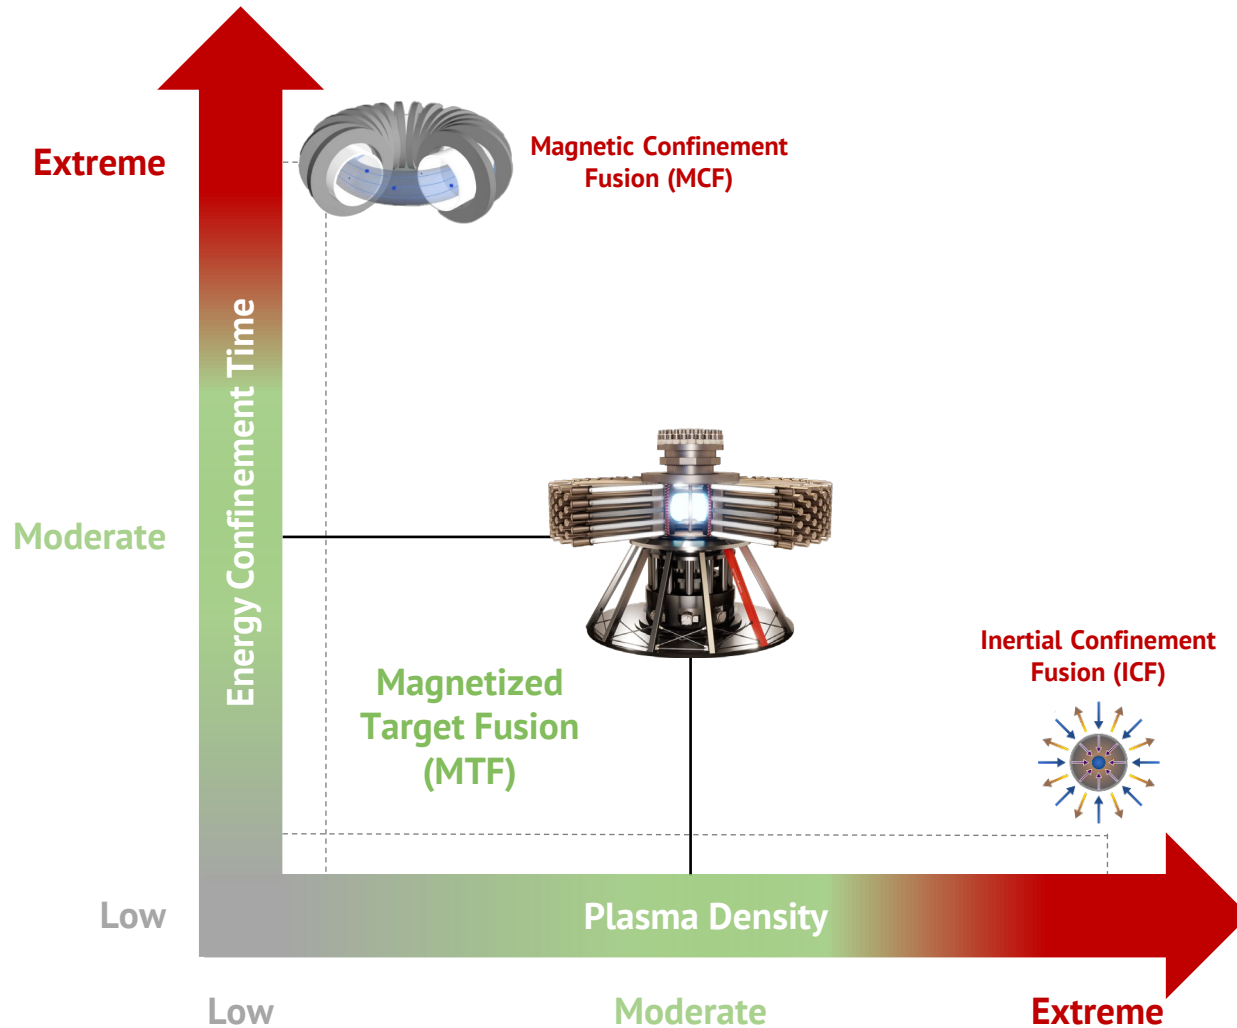 Extreme
Magnetic Confinement
Fusion (MCF)
Energy Confinement Time
Moderate
Inertial Confinement
Fusion (ICF)
Magnetized
Target Fusion
(MTF)
Low
Plasma Density
Low
Moderate
Extreme